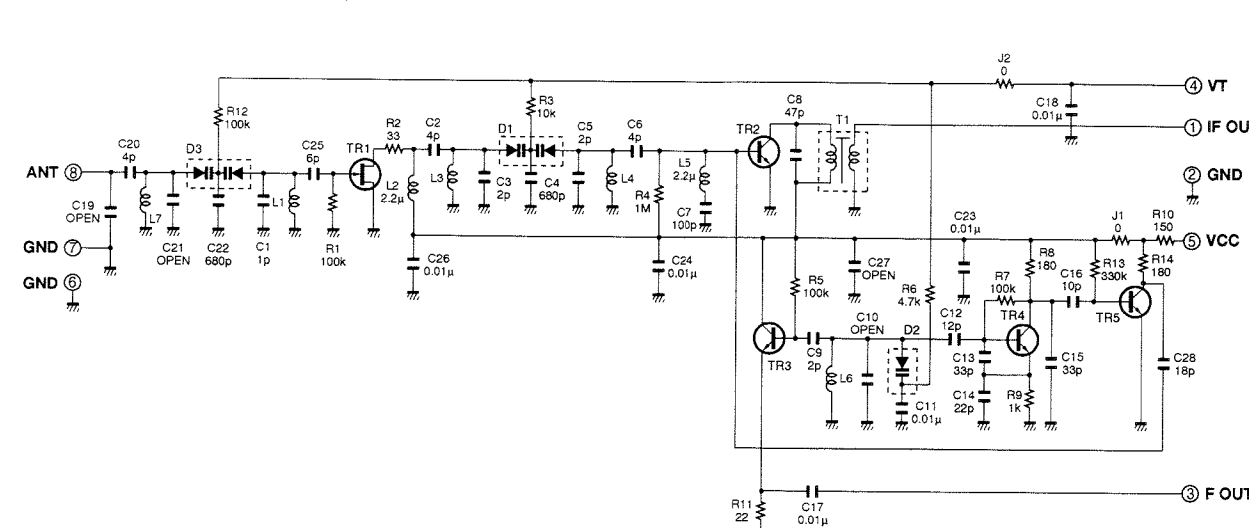 J2
0
④ VT
R12
100k
R3
10k
C8
47p
C18
0.01μ
T1
① IF OU
C20
4p
D3
C25
6p
TR1
R2
33
C2
4p
D1
C5
2p
C6
4p
TR2
ANT ⑧
② GND
C19
OPEN
L7
C21
OPEN
C22
680p
C1
1p
L1
R1
100k
L2
2.2μ
L3
C3
2p
C4
680p
L4
R4
1M
L5
2.2μ
C7
100p
C23
0.01μ
J1
0
R10
150
⑤ VCC
GND ⑦
GND ⑥
C26
0.01μ
C24
0.01μ
R5
100k
C27
OPEN
R6
4.7k
R7
100k
R8
180
C16
10p
R13
330k
R14
180
TR3
C9
2p
C10
OPEN
L6
D2
C11
0.01μ
C12
12p
C13
33p
C14
22p
TR4
R9
1k
C15
33p
TR5
C28
18p
③ F OUT
R11
22
C17
0.01μ